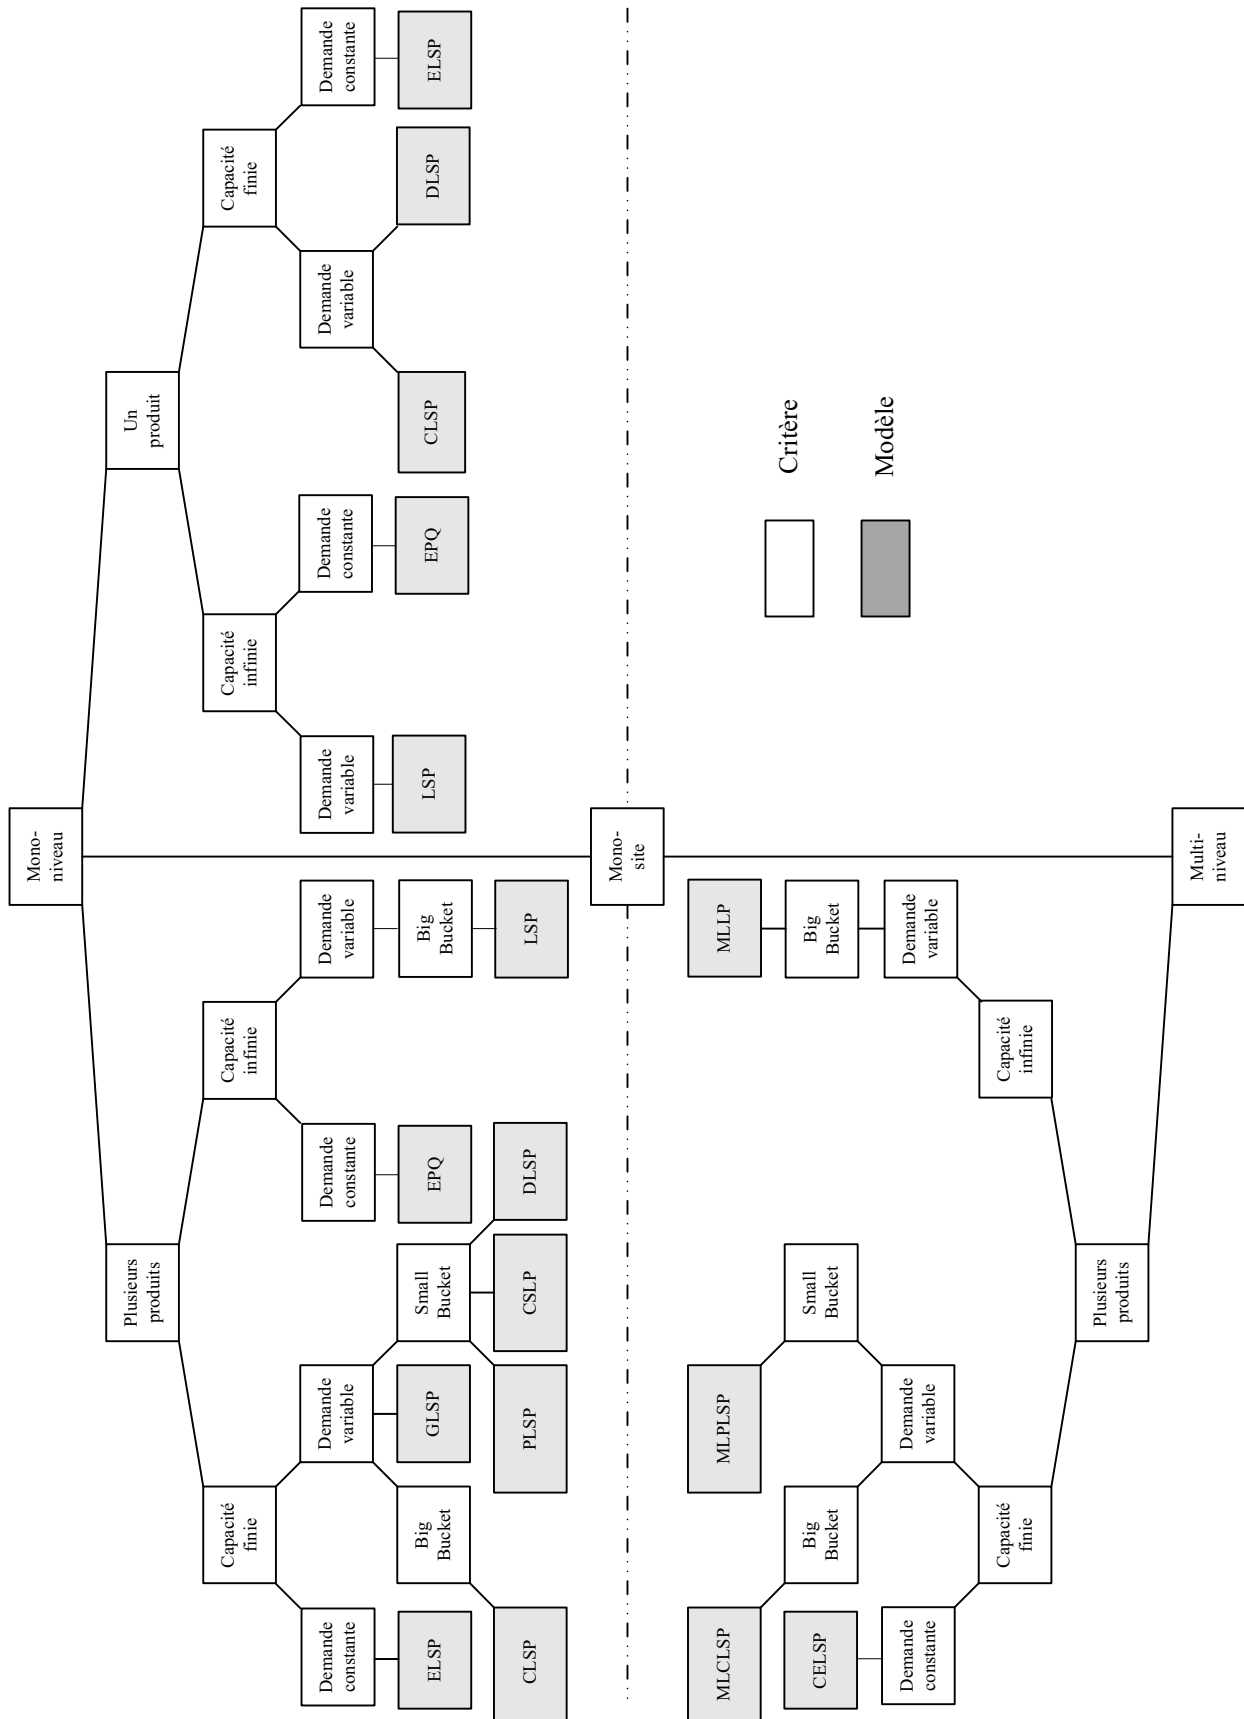 Mono-
niveau
Plusieurs
produits
Un
produit
Capacité
finie
Capacité
infinie
Capacité
infinie
Capacité
finie
Demande
constante
Demande
variable
Demande
constante
Demande
variable
Demande
variable
Demande
constante
Demande
variable
Demande
constante
ELSP
Big
Bucket
GLSP
Small
Bucket
EPQ
Big
Bucket
LSP
EPQ
CLSP
DLSP
ELSP
CLSP
PLSP
CSLP
DLSP
LSP
Mono-
site
MLCLSP
MLPLSP
MLLP
CELSP
Big
Bucket
Small
Bucket
Big
Bucket
Critère
Demande
constante
Demande
variable
Demande
variable
Modèle
Capacité
finie
Capacité
infinie
Plusieurs
produits
Multi-
niveau